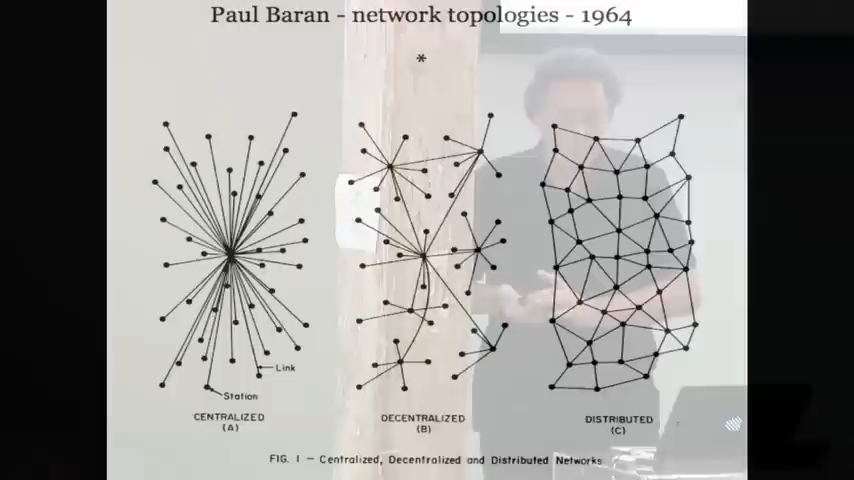 Paul Baran - network topologies - 1964
*
Link
Station
CENTRALIZED
(A)
DECENTRALIZED
(B)
DISTRIBUTED
(C)
FIG. 1 — Centralized, Decentralized and Distributed Networks